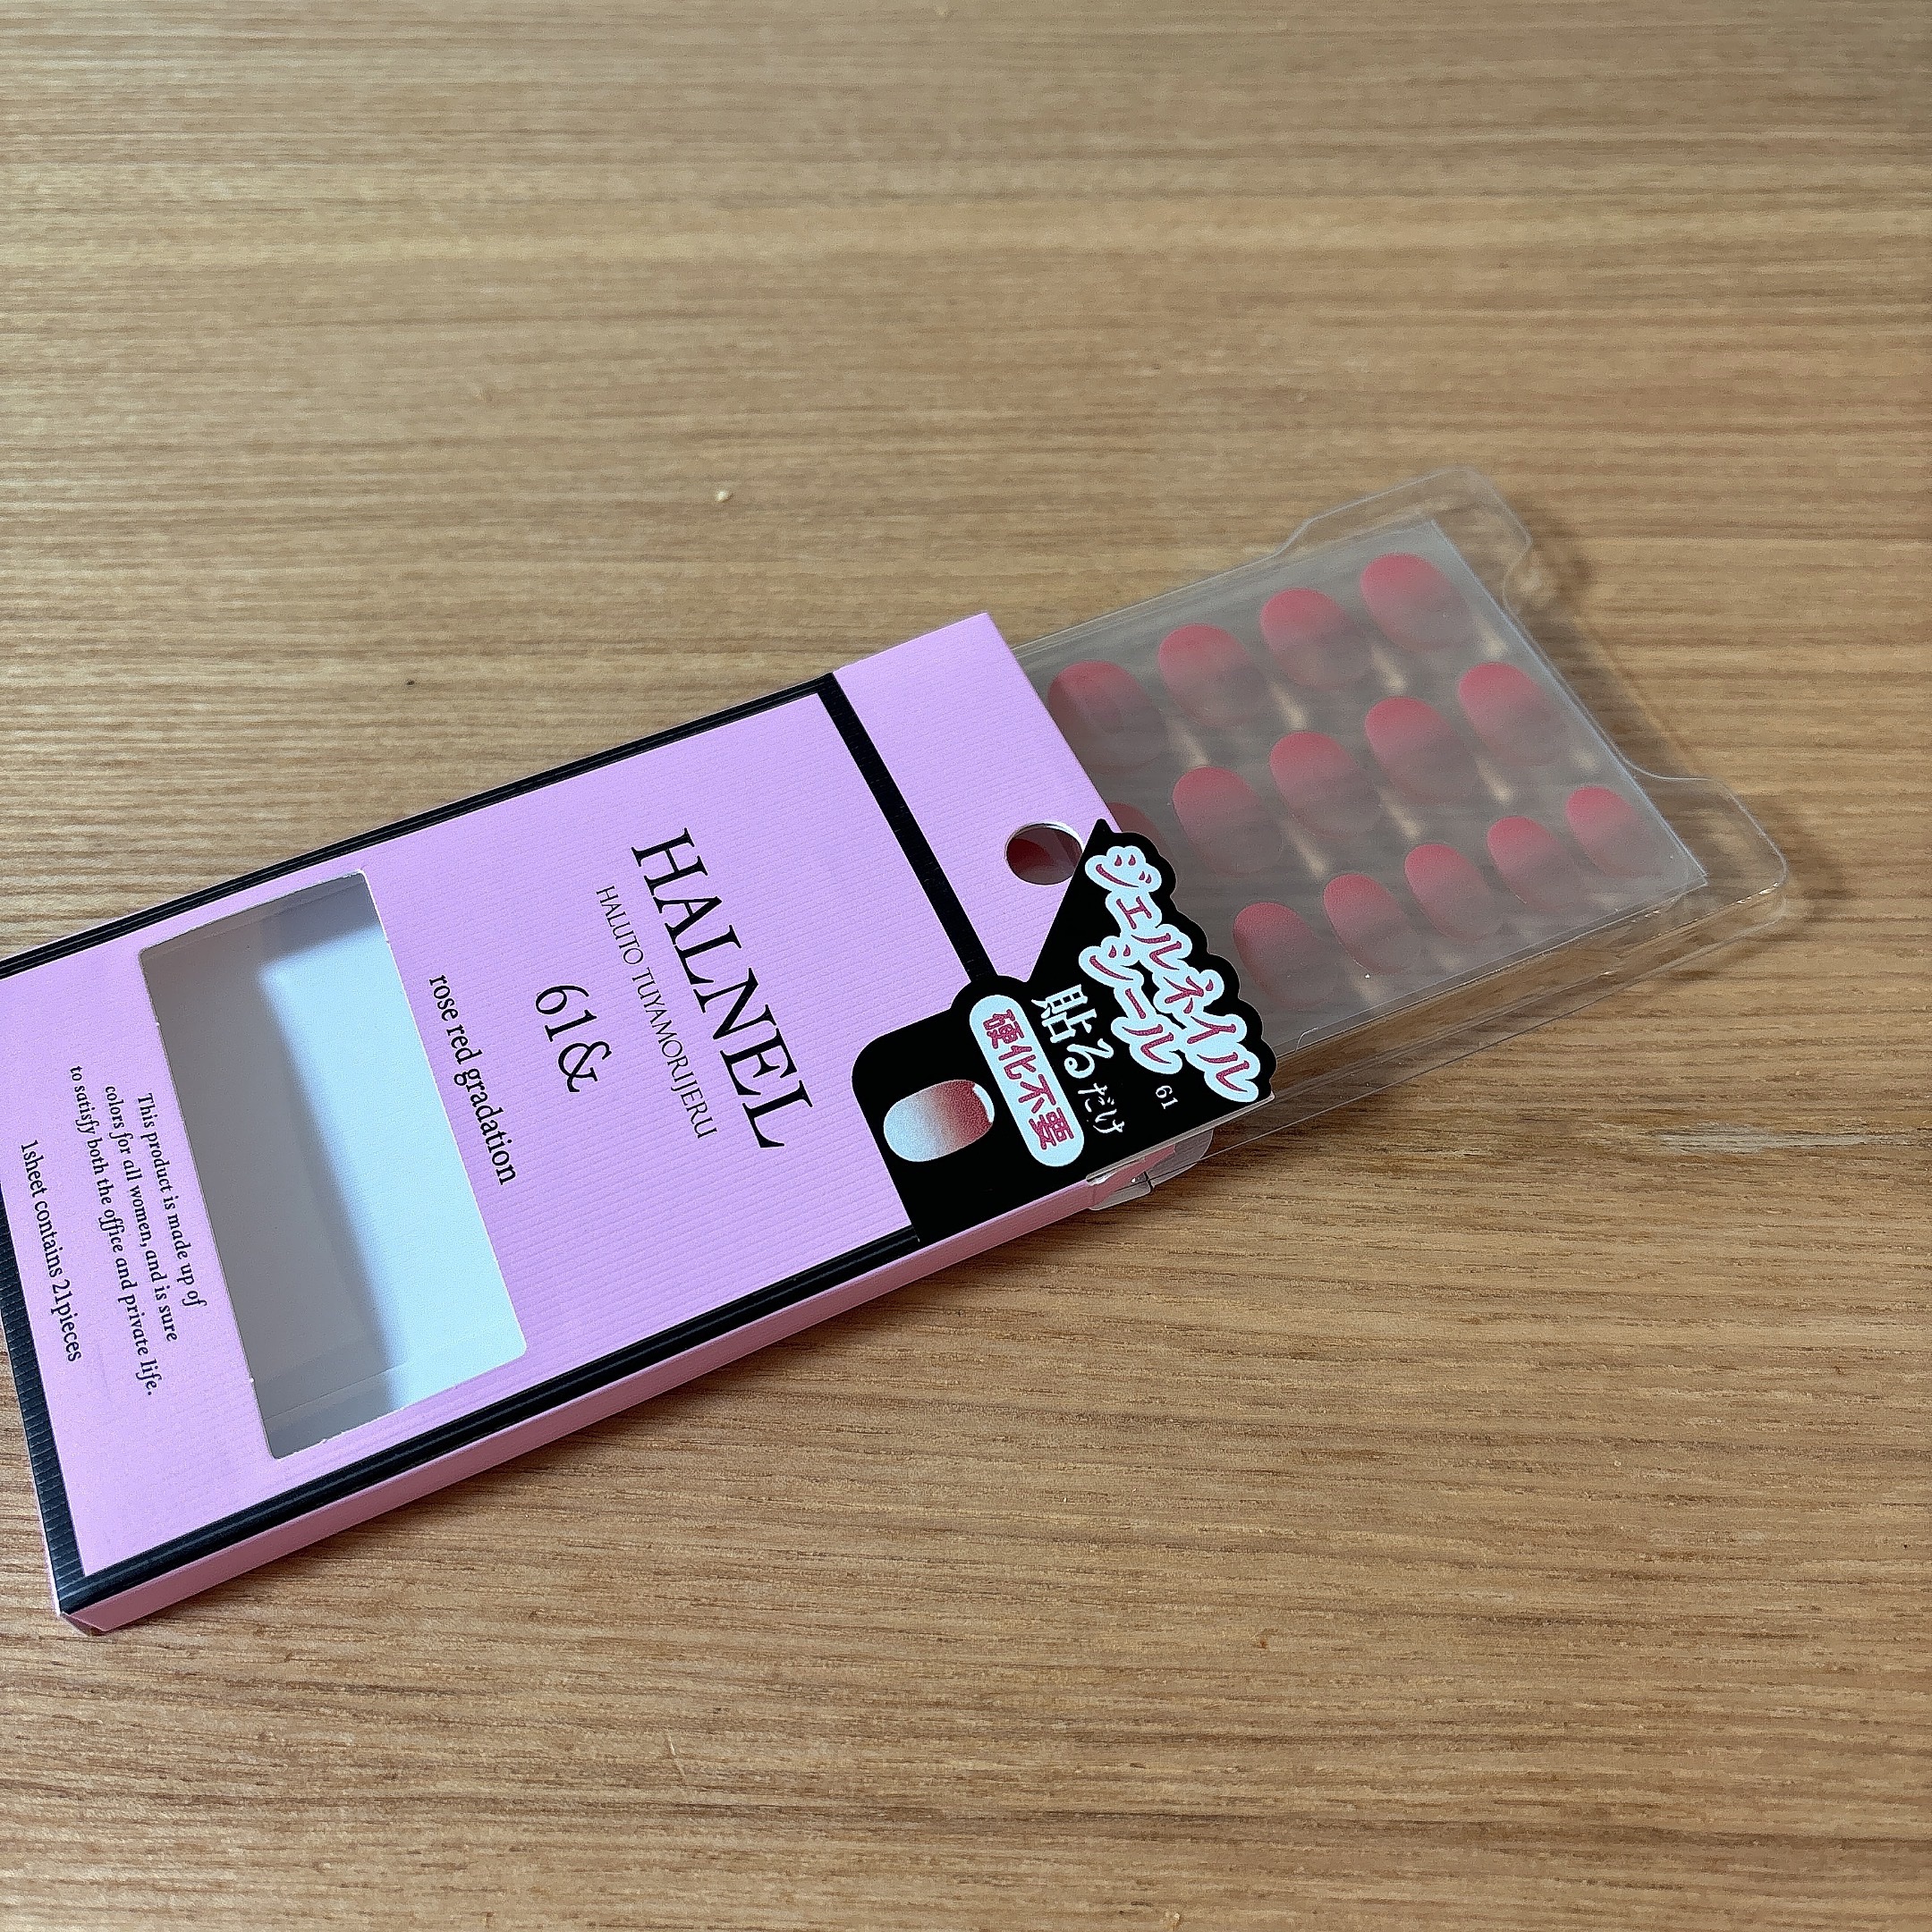 ジェルネイル
シール
61
貼るだけ
硬化不要
HALNEL
HALUTO TUYAMORIJERU
61&
rose red gradation
This product is made up of
colors for all women, and is sure
to satisfy both the office and private life.
1sheet contains 21pieces